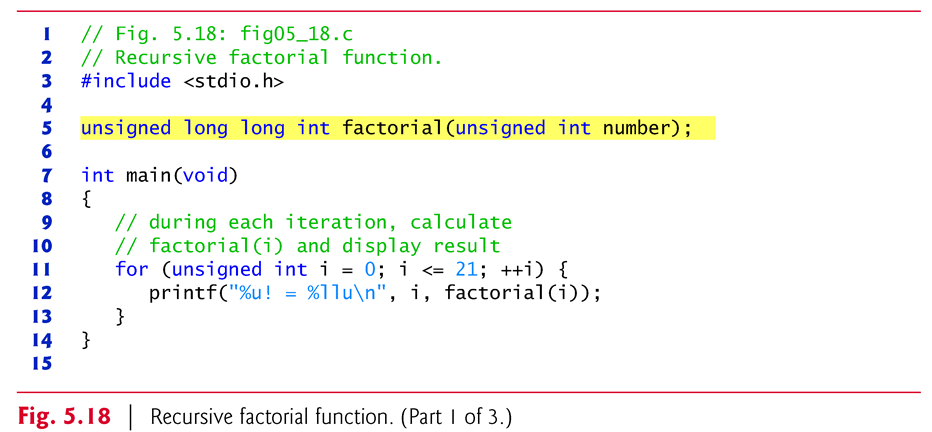 1 // Fig. 5.18: fig05_18.c
2 // Recursive factorial function.
3 #include <stdio.h>
4
5 unsigned long long int factorial(unsigned int number);
6
7 int main(void)
8 {
9 // during each iteration, calculate
10 // factorial(i) and display result
11 for (unsigned int i = 0; i <= 21; ++i) {
12 printf("%u! = %llu\n", i, factorial(i));
13 }
14 }
15
Fig. 5.18 | Recursive factorial function. (Part 1 of 3.)